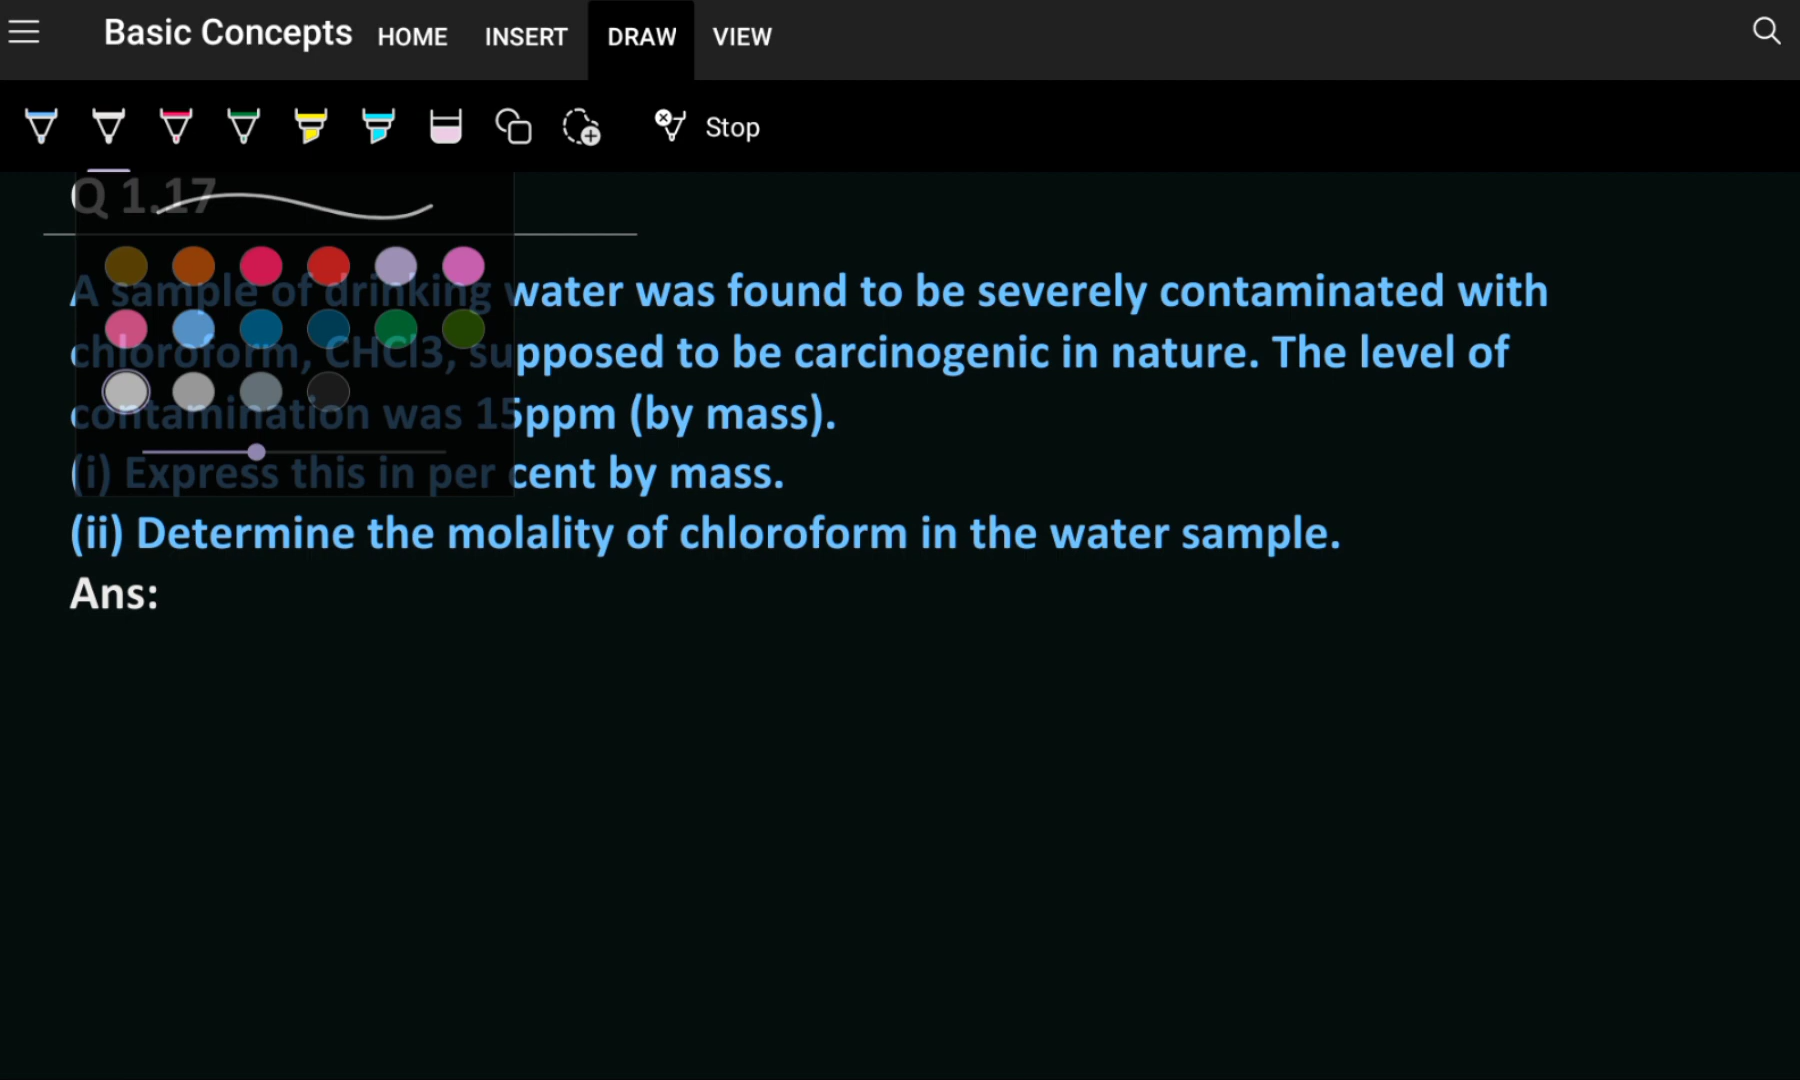 Basic Concepts HOME INSERT DRAW VIEW
Stop
Q 1.17
A sample of drinking water was found to be severely contaminated with
chloroform, CHCl3, supposed to be carcinogenic in nature. The level of
contamination was 15ppm (by mass).
(i) Express this in per cent by mass.
(ii) Determine the molality of chloroform in the water sample.
Ans: